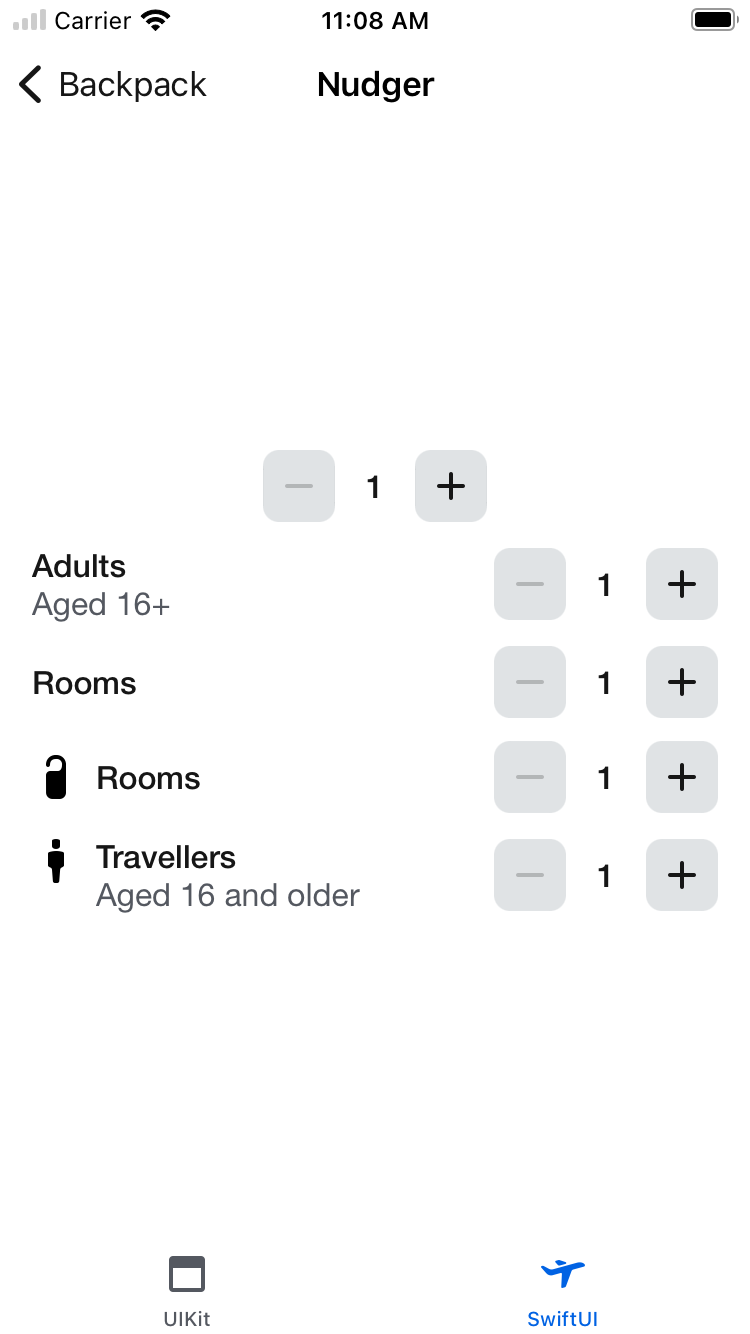 Carrier 11:08 AM
Backpack Nudger
1
Adults
Aged 16+
1
Rooms 1
Rooms 1
Travellers
Aged 16 and older
1
UIKit SwiftUI